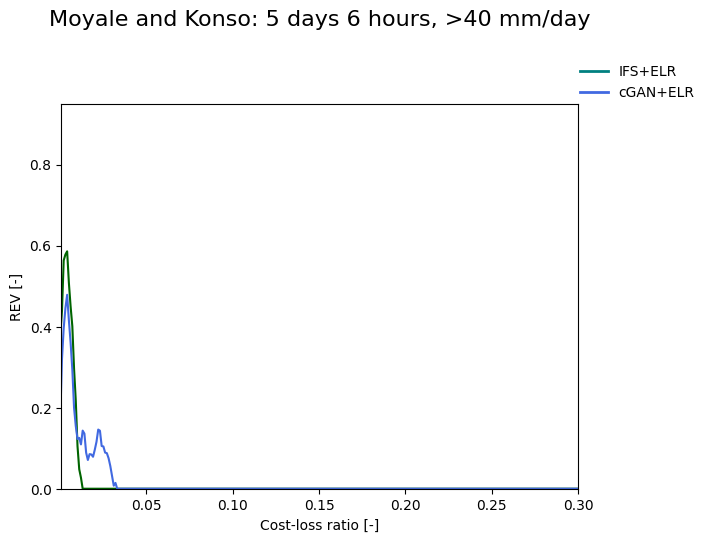 Moyale and Konso: 5 days 6 hours, >40 mm/day
IFS+ELR
cGAN+ELR
0.8
0.6
0.4
0.2
0.0
REV [-]
0.05 0.10 0.15 0.20 0.25 0.30
Cost-loss ratio [-]